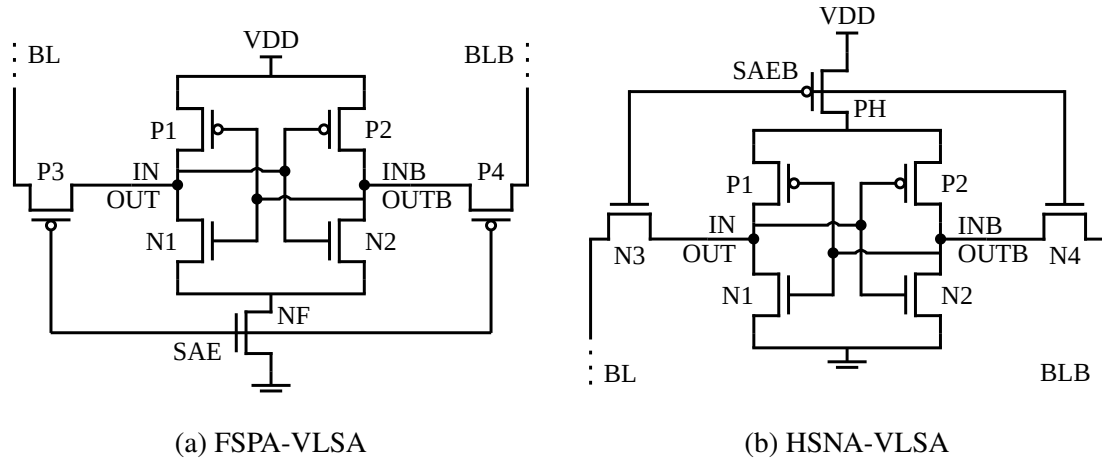 BL
VDD
BLB
P1
P2
P3
IN
OUT
INB
OUTB
P4
N1
N2
NF
SAE
(a) FSPA-VLSA
VDD
SAEB
PH
P1
P2
IN
OUT
INB
OUTB
N3
N4
N1
N2
BL
BLB
(b) HSNA-VLSA